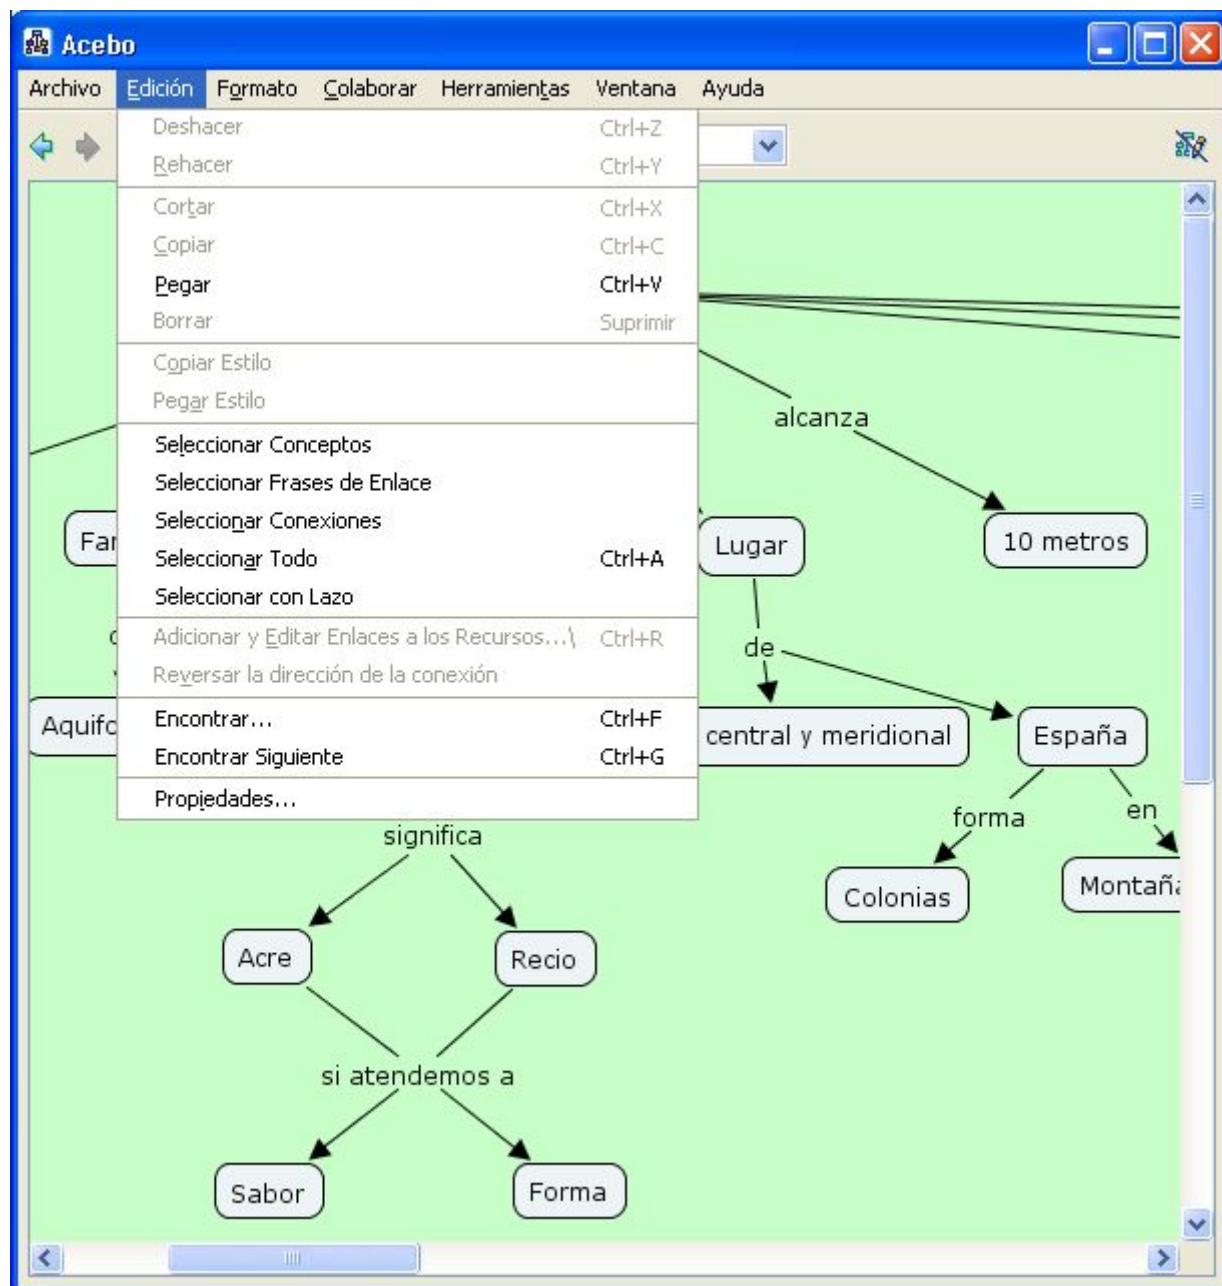 Acebo
Archivo Edición Formato Colaborar Herramientas Ventana Ayuda
Deshacer Ctrl+Z
Rehacer Ctrl+Y
Cortar Ctrl+X
Copiar Ctrl+C
Pegar Ctrl+V
Borrar Suprimir
Copiar Estilo
Pegar Estilo
Seleccionar Conceptos
Seleccionar Frases de Enlace
Seleccionar Conexiones
Seleccionar Todo Ctrl+A
Seleccionar con Lazo
Adicionar y Editar Enlaces a los Recursos...\ Ctrl+R
Reversar la dirección de la conexión
Encontrar... Ctrl+F
Encontrar Siguiente Ctrl+G
Propiedades...
alcanza
Lugar
10 metros
de
central y meridional
España
forma
en
Colonias
significa
Acre
Recio
si atendemos a
Sabor
Forma